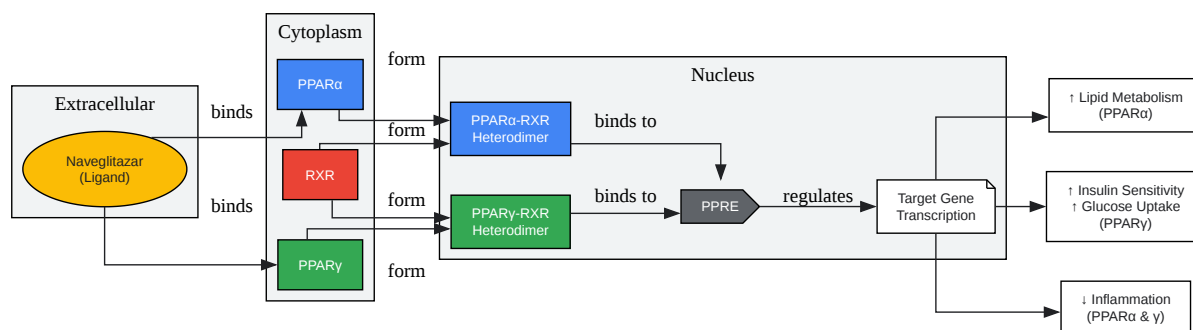 Extracellular
Naveglitazar
(Ligand)
binds
binds
Cytoplasm
PPARα
RXR
PPARγ
form
form
form
form
Nucleus
PPARα-RXR
Heterodimer
PPARγ-RXR
Heterodimer
binds to
binds to
PPRE
regulates
Target Gene
Transcription
↑ Lipid Metabolism
(PPARα)
↑ Insulin Sensitivity
↑ Glucose Uptake
(PPARγ)
↓ Inflammation
(PPARα & γ)